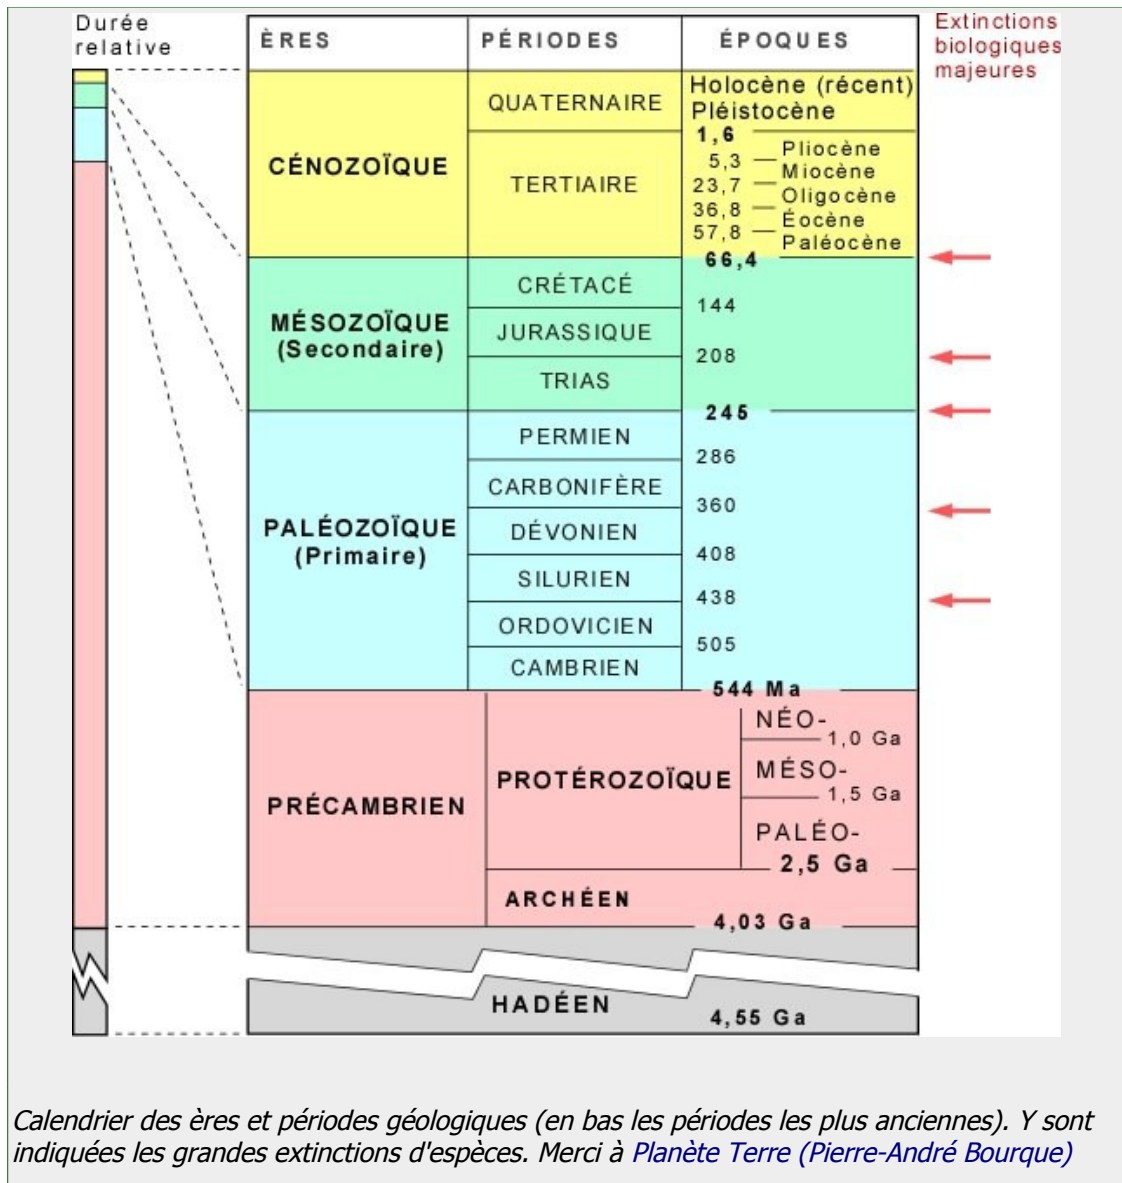 Durée
relative
ÈRES
PÉRIODES
ÉPOQUES
Extinctions
biologiques
majeures
CÉNOZOÏQUE
QUATERNAIRE
Holocène (récent)
Pléistocène
1,6
TERTIAIRE
Pliocène
5,3
Miocène
23,7
Oligocène
36,8
Éocène
57,8
Paléocène
66,4
MÉSOZOÏQUE
(Secondaire)
CRÉTACÉ
144
JURASSIQUE
208
TRIAS
245
PALÉOZOÏQUE
(Primaire)
PERMIEN
286
CARBONIFÈRE
360
DÉVONIEN
408
SILURIEN
438
ORDOVICIEN
505
CAMBRIEN
544 Ma
PRÉCAMBRIEN
PROTÉROZOÏQUE
NÉO-
1,0 Ga
MÉSO-
1,5 Ga
PALÉO-
2,5 Ga
ARCHÉEN
4,03 Ga
HADÉEN
4,55 Ga
Calendrier des ères et périodes géologiques (en bas les périodes les plus anciennes). Y sont
indiquées les grandes extinctions d'espèces. Merci à Planète Terre (Pierre-André Bourque)